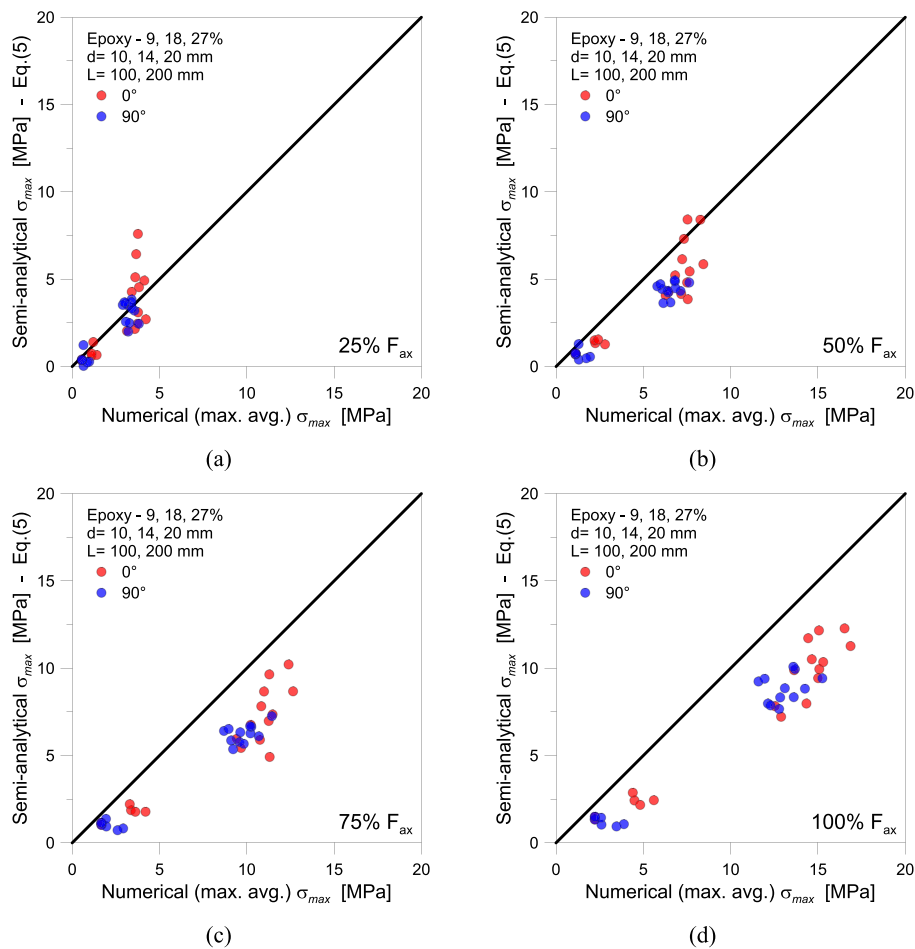 20
15
10
5
0
0
5
10
15
20
Semi-analytical σmax [MPa] - Eq.(5)
Epoxy - 9, 18, 27%
d= 10, 14, 20 mm
L= 100, 200 mm
0°
90°
25% Fax
Numerical (max. avg.) σmax [MPa]
(a)
20
15
10
5
0
0
5
10
15
20
Semi-analytical σmax [MPa] - Eq.(5)
Epoxy - 9, 18, 27%
d= 10, 14, 20 mm
L= 100, 200 mm
0°
90°
50% Fax
Numerical (max. avg.) σmax [MPa]
(b)
20
15
10
5
0
0
5
10
15
20
Semi-analytical σmax [MPa] - Eq.(5)
Epoxy - 9, 18, 27%
d= 10, 14, 20 mm
L= 100, 200 mm
0°
90°
75% Fax
Numerical (max. avg.) σmax [MPa]
(c)
20
15
10
5
0
0
5
10
15
20
Semi-analytical σmax [MPa] - Eq.(5)
Epoxy - 9, 18, 27%
d= 10, 14, 20 mm
L= 100, 200 mm
0°
90°
100% Fax
Numerical (max. avg.) σmax [MPa]
(d)